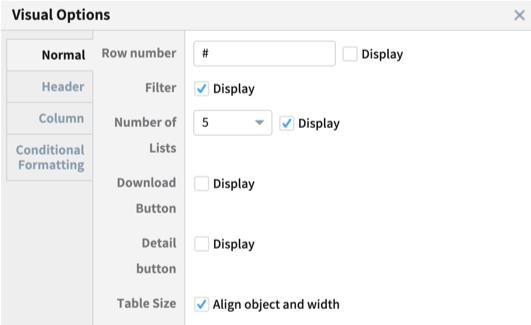 Visual Options
Normal
Header
Column
Conditional
Formatting
Row number
#
Display
Filter
Display
Number of
Lists
5
Display
Download
Button
Display
Detail
button
Display
Table Size
Align object and width